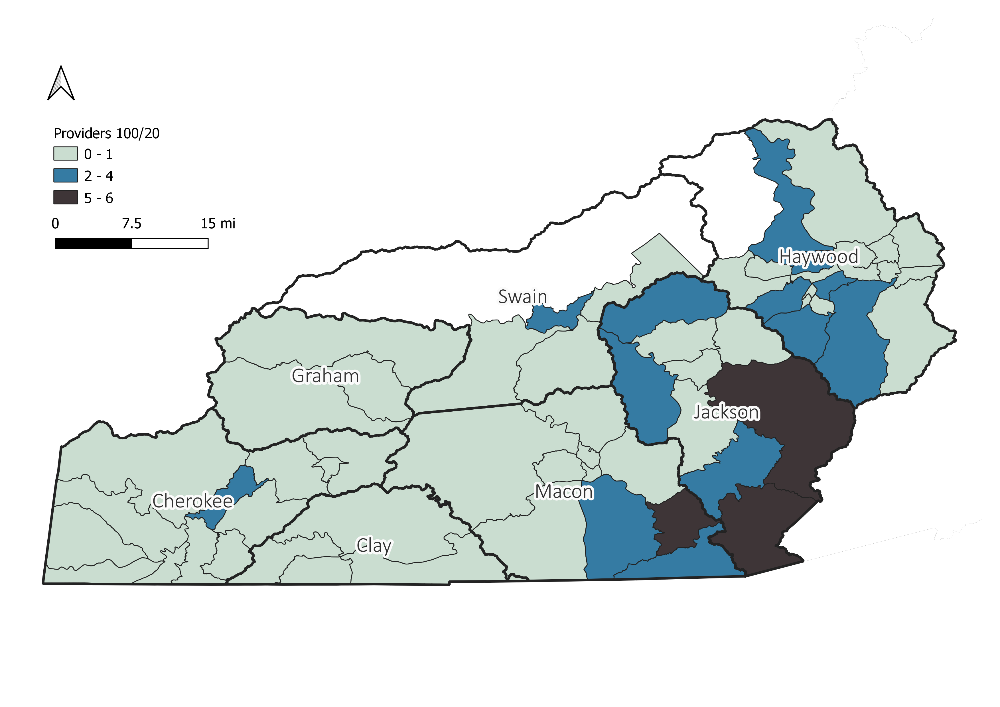 Providers 100/20
0 - 1
2 - 4
5 - 6
0 7.5 15 mi
Haywood
Swain
Graham
Jackson
Macon
Cherokee
Clay